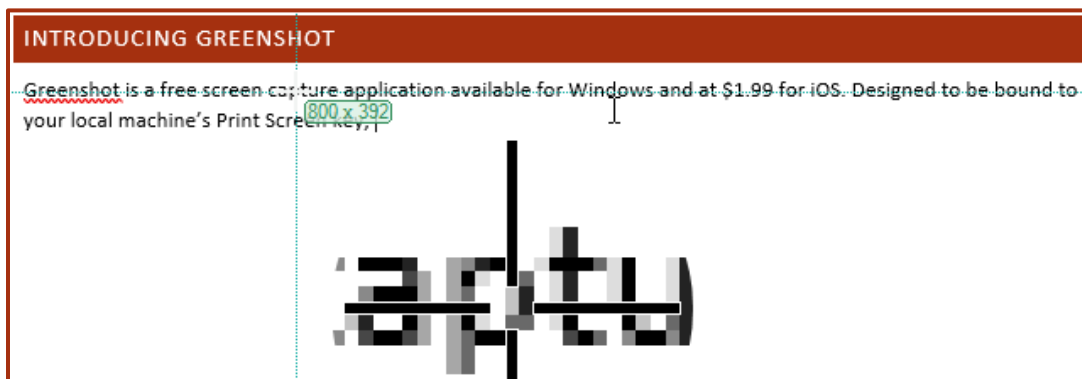 INTRODUCING GREENSHOT
Greenshot is a free screen capture application available for Windows and at $1.99 for iOS. Designed to be bound to
your local machine’s Print Screen key,
800 x 392
aptu